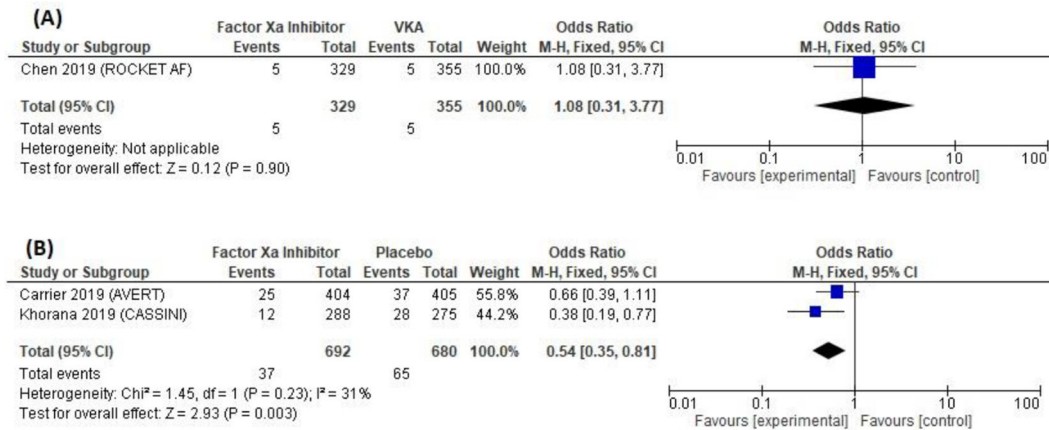 (A)
Factor Xa Inhibitor VKA Odds Ratio Odds Ratio
Study or Subgroup Events Total Events Total Weight M-H, Fixed, 95% CI M-H, Fixed, 95% CI
Chen 2019 (ROCKET AF) 5 329 5 355 100.0% 1.08 [0.31, 3.77]
Total (95% CI) 329 355 100.0% 1.08 [0.31, 3.77]
Total events 5 5
Heterogeneity: Not applicable
Test for overall effect: Z = 0.12 (P = 0.90)
0.01 0.1 1 10 100
Favours [experimental] Favours [control]
(B)
Factor Xa Inhibitor Placebo Odds Ratio Odds Ratio
Study or Subgroup Events Total Events Total Weight M-H, Fixed, 95% CI M-H, Fixed, 95% CI
Carrier 2019 (AVERT) 25 404 37 405 55.8% 0.66 [0.39, 1.11]
Khorana 2019 (CASSINI) 12 288 28 275 44.2% 0.38 [0.19, 0.77]
Total (95% CI) 692 680 100.0% 0.54 [0.35, 0.81]
Total events 37 65
Heterogeneity: Chi² = 1.45, df = 1 (P = 0.23); I² = 31%
Test for overall effect: Z = 2.93 (P = 0.003)
0.01 0.1 1 10 100
Favours [experimental] Favours [control]